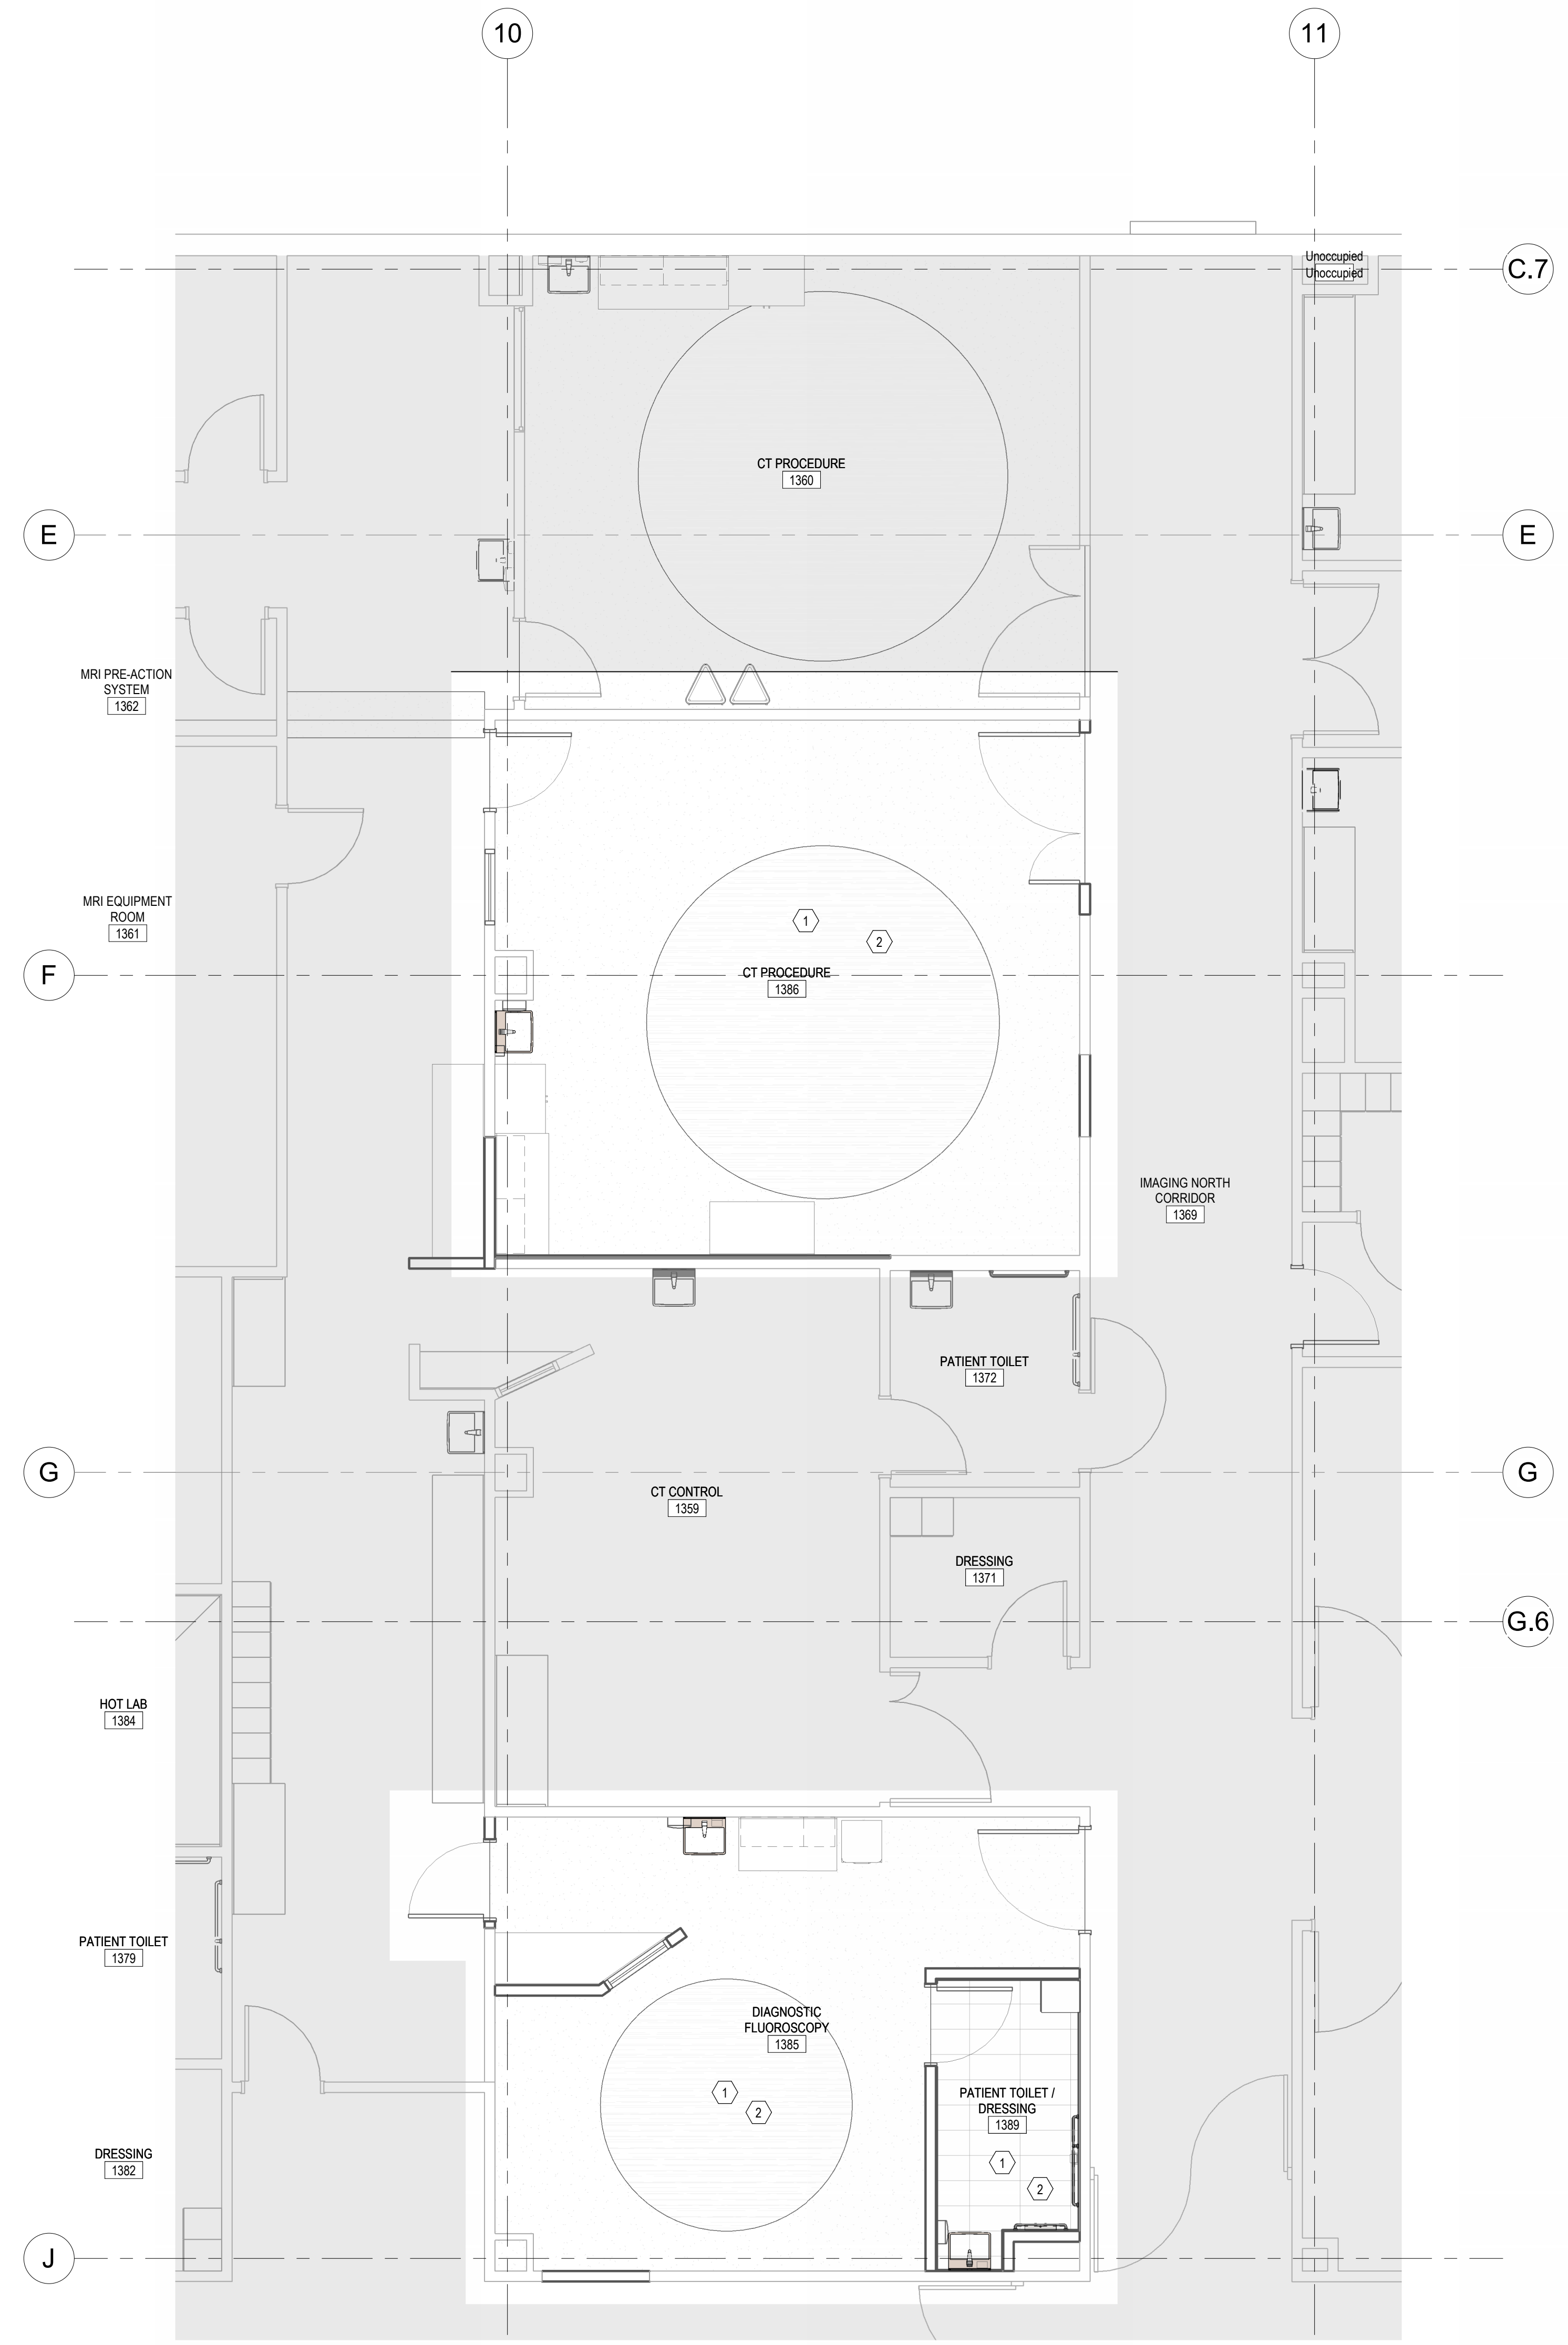 10
11
Unoccupied
Unoccupied
C.7
CT PROCEDURE
1360
E
E
MRI PRE-ACTION
SYSTEM
1362
MRI EQUIPMENT
ROOM
1361
1
2
F
CT PROCEDURE
1386
IMAGING NORTH
CORRIDOR
1369
PATIENT TOILET
1372
G
G
CT CONTROL
1359
DRESSING
1371
G.6
HOT LAB
1384
PATIENT TOILET
1379
DIAGNOSTIC
FLUOROSCOPY
1385
1
2
PATIENT TOILET /
DRESSING
1389
1
2
DRESSING
1382
J